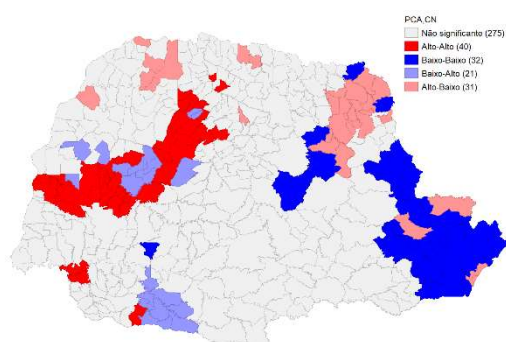 PCA,CN
Não significante (275)
Alto-Alto (40)
Baixo-Baixo (32)
Baixo-Alto (21)
Alto-Baixo (31)